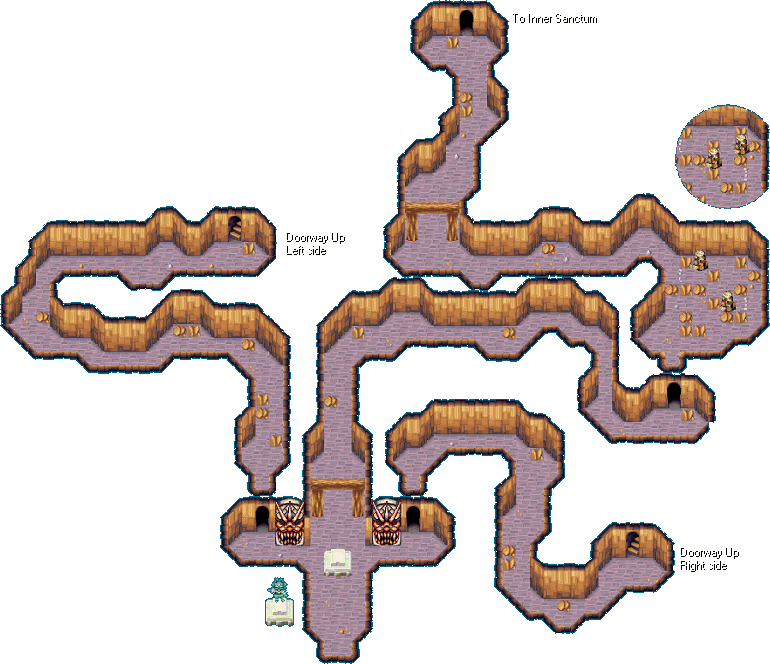 To Inner Sanctum
Doorway Up
Left side
Doorway Up
Right side